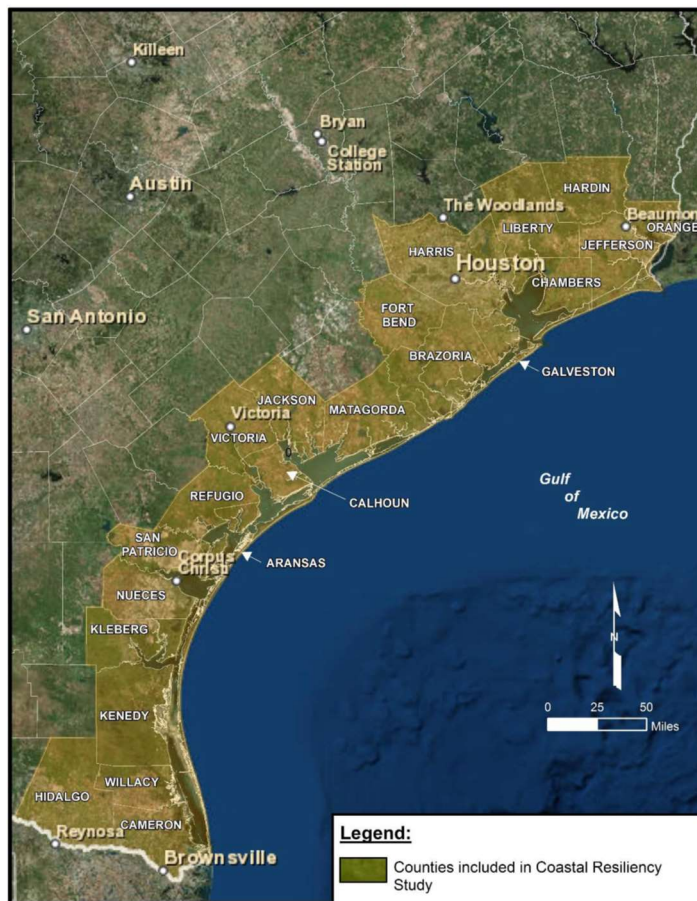 Killeen
Bryan
College
Station
Austin
HARDIN
The Woodlands
Beaumon
LIBERTY
ORANGE
HARRIS
JEFFERSON
Houston
CHAMBERS
San Antonio
FORT
BEND
BRAZORIA
GALVESTON
JACKSON
MATAGORDA
Victoria
VICTORIA
0
Gulf
of
Mexico
REFUGIO
CALHOUN
SAN
PATRICIO
Corpus
Christi
ARANSAS
NUECES
KLEBERG
N
KENEDY
0 25 50
Miles
WILLACY
HIDALGO
CAMERON
Reynosa
Brownsville
Legend:
Counties included in Coastal Resiliency
Study